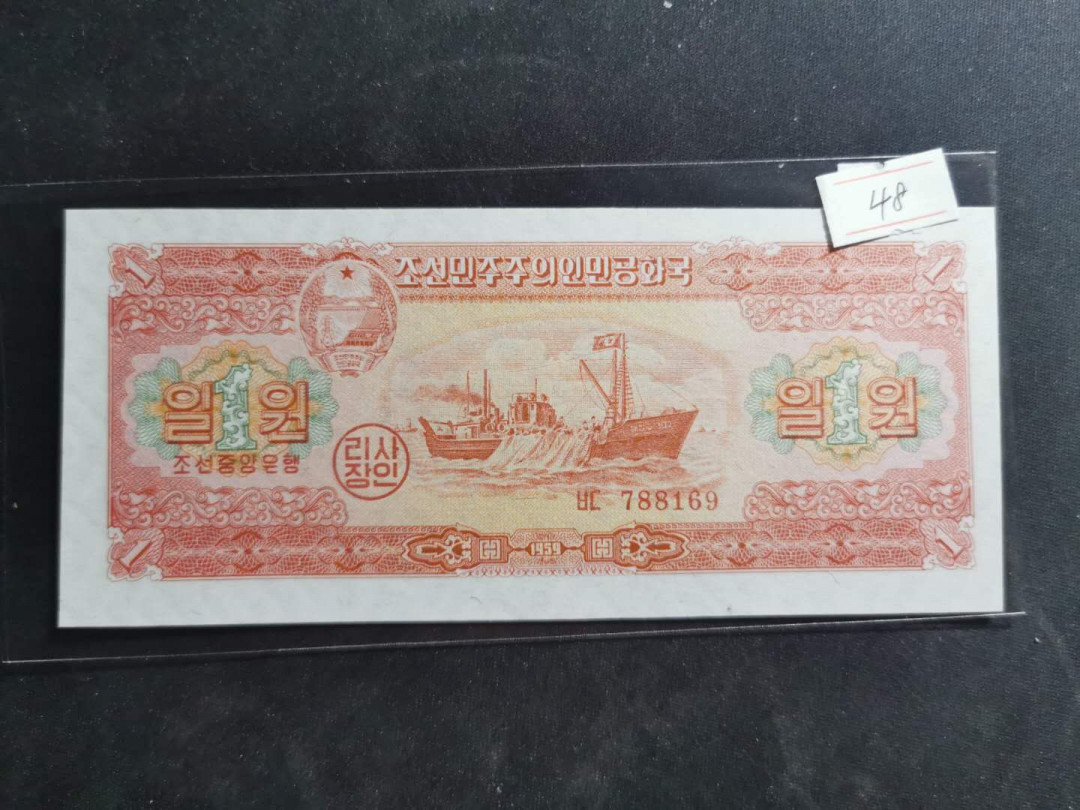 48
1
1
조선민주주의인민공화국
일 1 원
일 1 원
조선중앙은행
리사
장인
ㅂㄷ 788169
1
1959
1